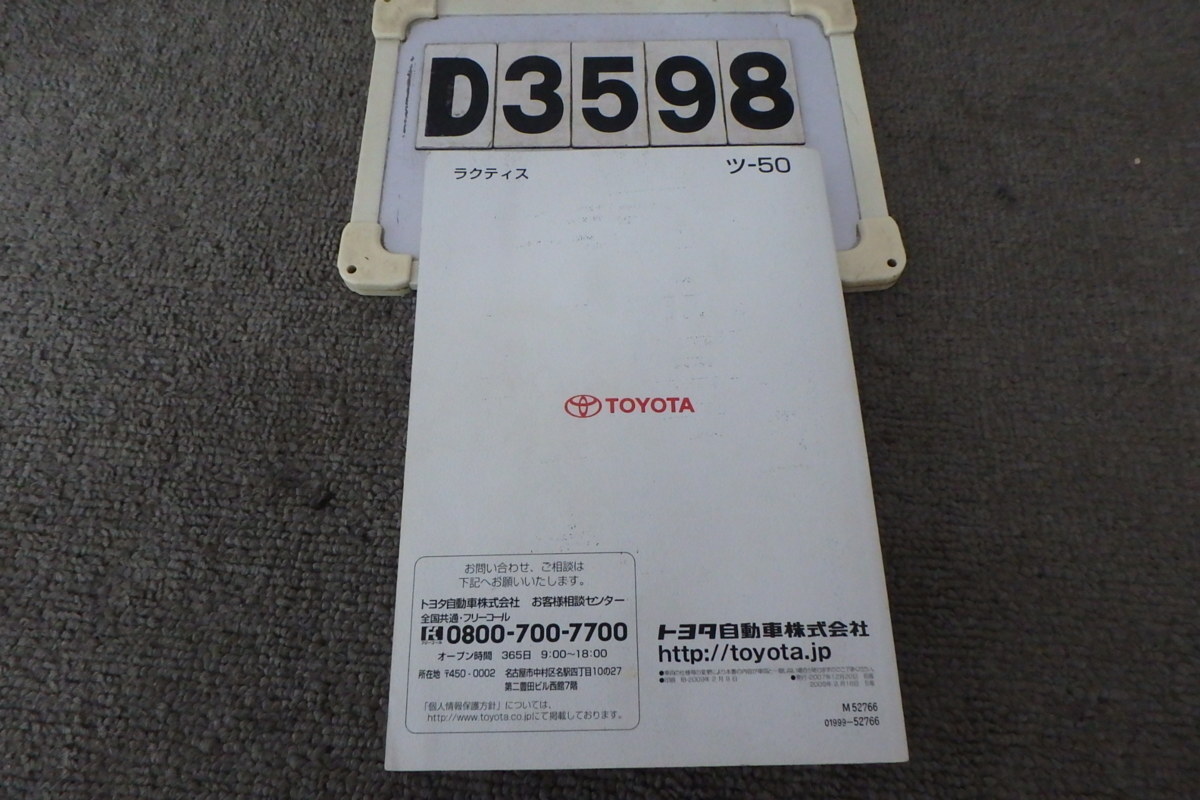 D3598
ラクティス
ツ-50
TOYOTA
お問い合わせ、ご相談は
下記へお願いいたします。
トヨタ自動車株式会社 お客様相談センター
全国共通・フリーコール
0800-700-7700
オープン時間 365日 9:00～18:00
所在地 〒450-0002 名古屋市中村区名駅四丁目10の27
第二豊田ビル西館7階
「個人情報保護方針」については、
http://www.toyota.co.jpにて掲載しております。
トヨタ自動車株式会社
http://toyota.jp
M 52766
01999-52766